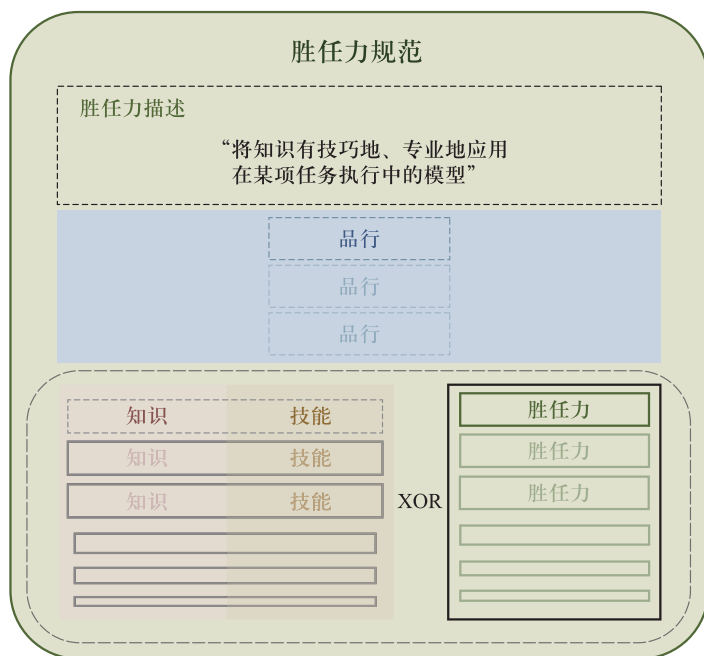 胜任力规范
胜任力描述
“将知识有技巧地、专业地应用
在某项任务执行中的模型”
品行
品行
品行
知识 技能
知识 技能
知识 技能
XOR
胜任力
胜任力
胜任力